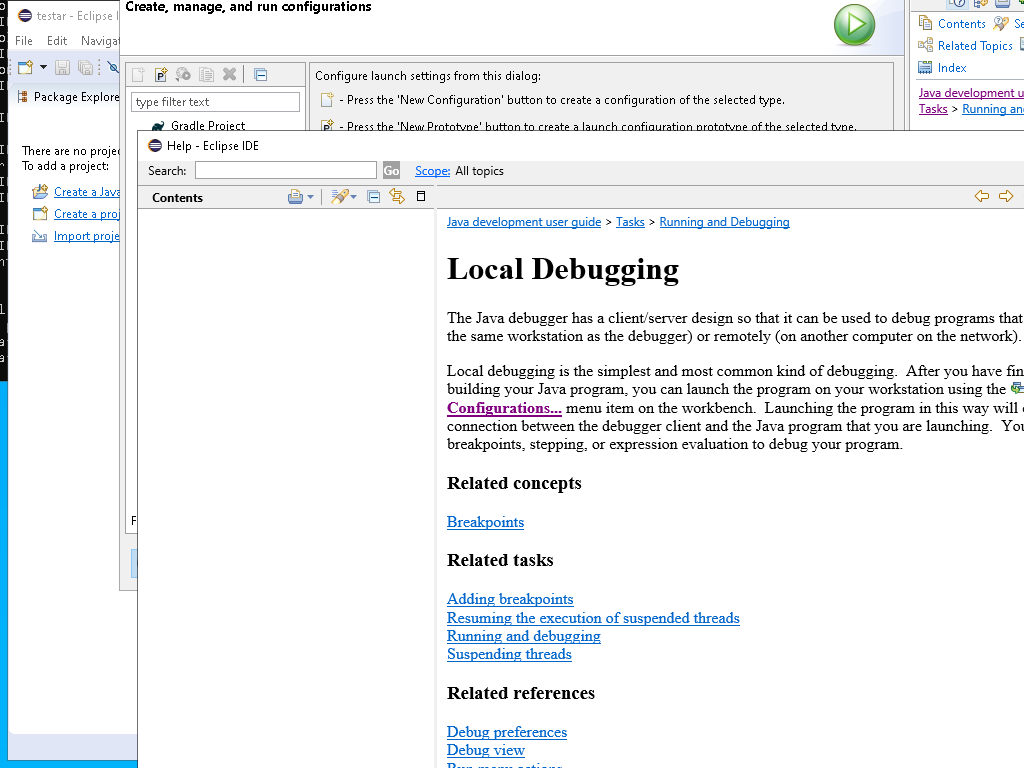 testar - Eclipse I
File Edit Navigat
Package Explore
There are no projec
To add a project:
Create a Java
Create a proj
Import proje
Create, manage, and run configurations
type filter text
Gradle Project
Configure launch settings from this dialog:
- Press the 'New Configuration' button to create a configuration of the selected type.
- Press the 'New Prototype' button to create a launch configuration prototype of the selected type.
Contents Se
Related Topics
Index
Java development u
Tasks > Running an
Help - Eclipse IDE
Search: Go Scope: All topics
Contents
Java development user guide > Tasks > Running and Debugging
Local Debugging
The Java debugger has a client/server design so that it can be used to debug programs that
the same workstation as the debugger) or remotely (on another computer on the network).
Local debugging is the simplest and most common kind of debugging. After you have fin
building your Java program, you can launch the program on your workstation using the
Configurations... menu item on the workbench. Launching the program in this way will
connection between the debugger client and the Java program that you are launching. You
breakpoints, stepping, or expression evaluation to debug your program.
Related concepts
Breakpoints
Related tasks
Adding breakpoints
Resuming the execution of suspended threads
Running and debugging
Suspending threads
Related references
Debug preferences
Debug view
Run menu actions